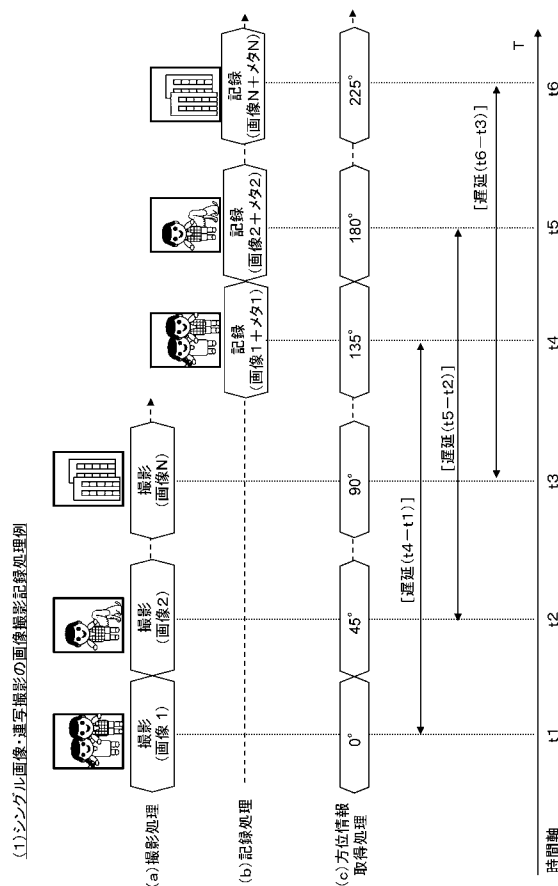 (1)シングル画像・連写撮影の画像撮影記録処理例
(a)撮影処理
撮影
(画像1)
撮影
(画像2)
撮影
(画像N)
(b)記録処理
記録
(画像1+メタ1)
記録
(画像2+メタ2)
記録
(画像N+メタN)
(c)方位情報
取得処理
0°
45°
90°
135°
180°
225°
[遅延(t4-t1)]
[遅延(t5-t2)]
[遅延(t6-t3)]
T
時間軸
t1
t2
t3
t4
t5
t6